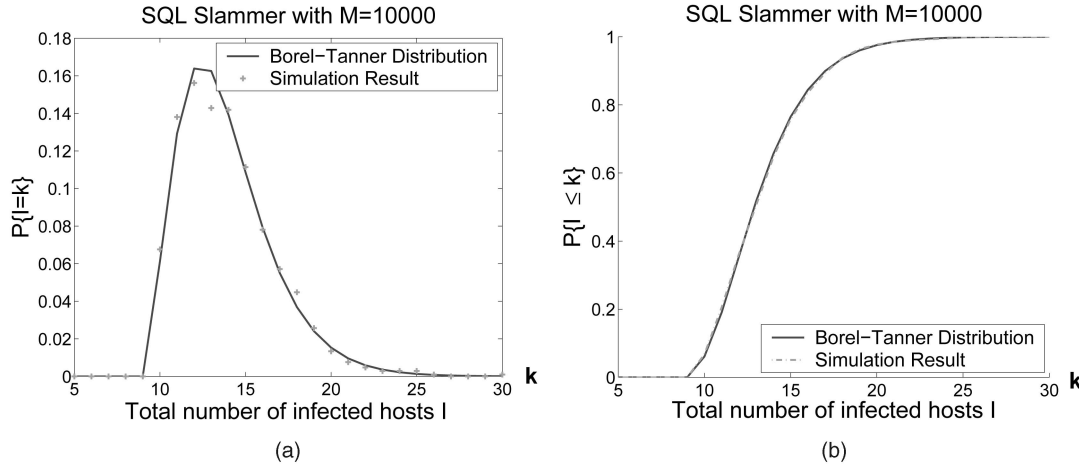 SQL Slammer with M=10000
0.18
0.16
0.14
0.12
0.1
0.08
0.06
0.04
0.02
0
P{I=k}
Borel−Tanner Distribution
Simulation Result
5 10 15 20 25 30 k
Total number of infected hosts I
(a)
SQL Slammer with M=10000
1
0.8
0.6
0.4
0.2
0
P{I ≤ k}
Borel−Tanner Distribution
Simulation Result
5 10 15 20 25 30 k
Total number of infected hosts I
(b)